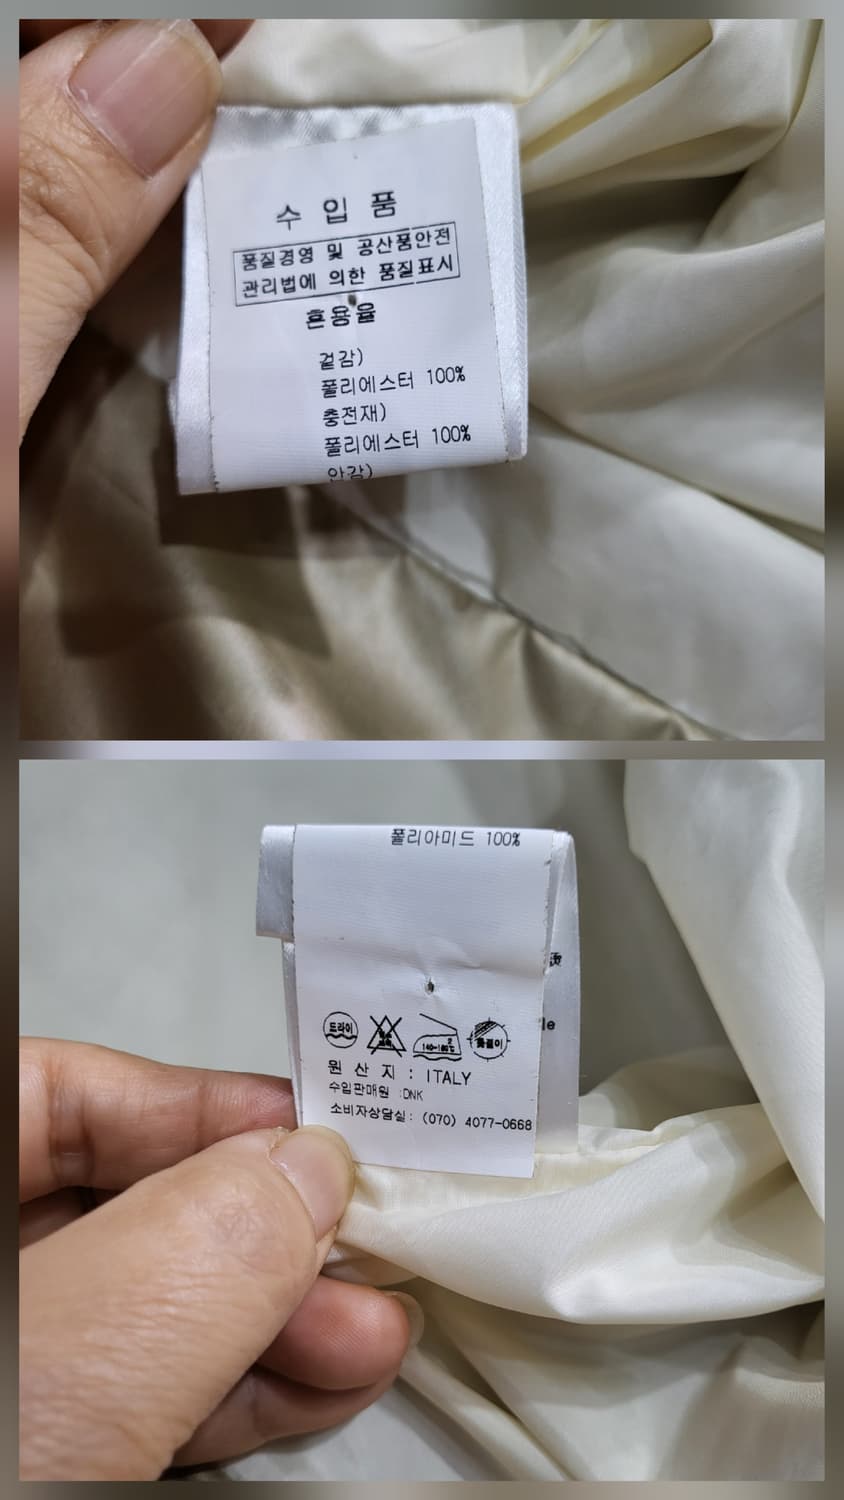 수 입 품
품질경영 및 공산품안전
관리법에 의한 품질표시
혼용율
겉감)
폴리에스터 100%
충전재)
폴리에스터 100%
안감)
폴리아미드 100%
드라이
140~160℃
원 산 지 : ITALY
수입판매원 :DNK
소비자상담실: (070) 4077-0668